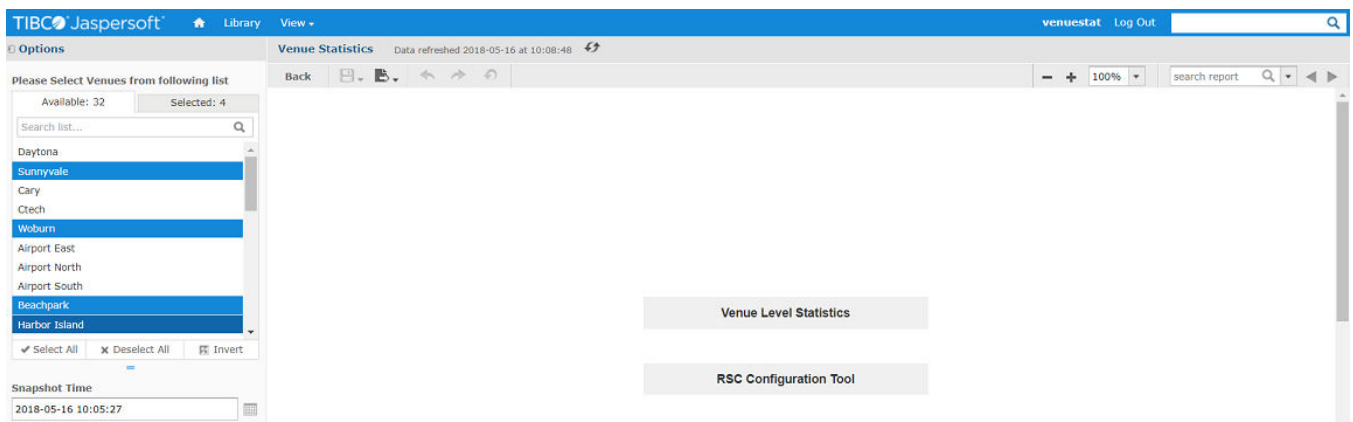 TIBCO Jaspersoft Library View venuestat Log Out
Options
Venue Statistics Data refreshed 2018-05-16 at 10:08:48
Please Select Venues from following list
Back 100% search report
Available: 32 Selected: 4
Search list...
Daytona
Sunnyvale
Cary
Ctech
Woburn
Airport East
Airport North
Airport South
Beachpark
Harbor Island
Venue Level Statistics
Select All Deselect All Invert
RSC Configuration Tool
Snapshot Time
2018-05-16 10:05:27